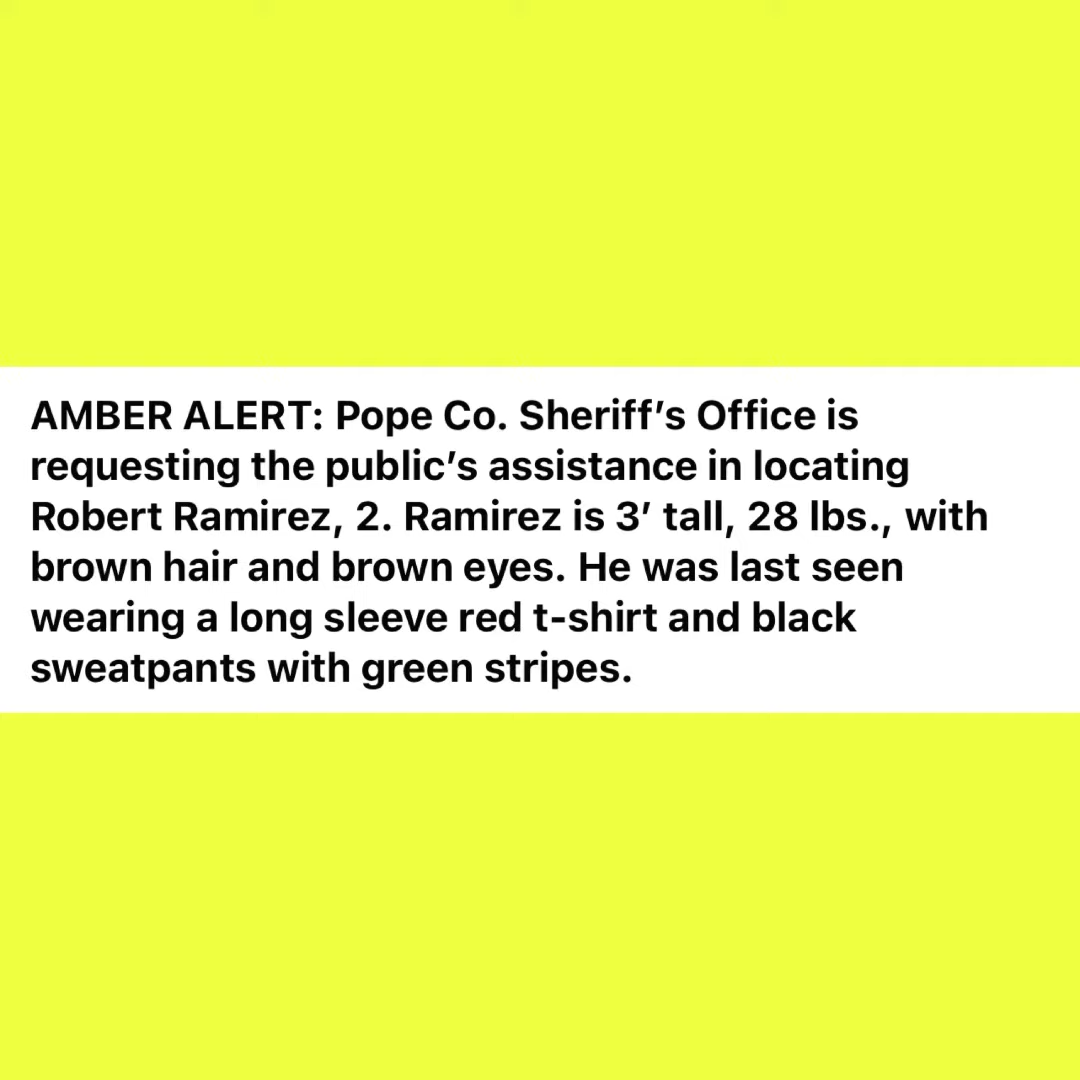 AMBER ALERT: Pope Co. Sheriff’s Office is
requesting the public’s assistance in locating
Robert Ramirez, 2. Ramirez is 3′ tall, 28 lbs., with
brown hair and brown eyes. He was last seen
wearing a long sleeve red t-shirt and black
sweatpants with green stripes.